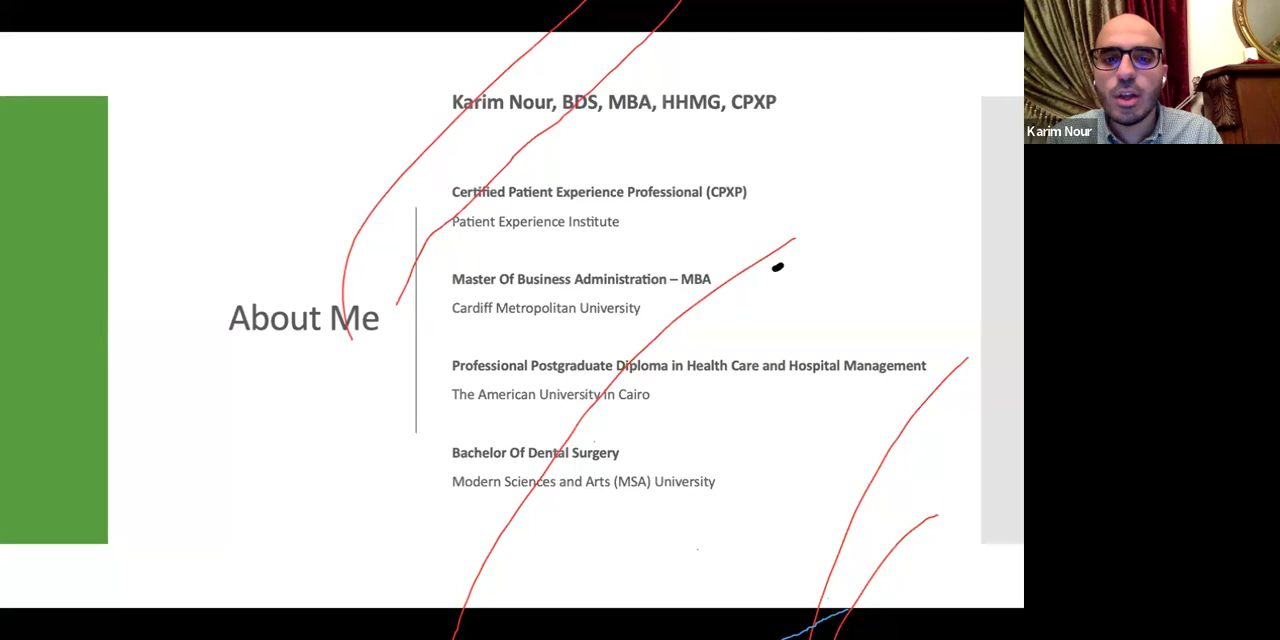 Karim Nour, BDS, MBA, HHMG, CPXP
Certified Patient Experience Professional (CPXP)
Patient Experience Institute
Master Of Business Administration – MBA
Cardiff Metropolitan University
About Me
Professional Postgraduate Diploma in Health Care and Hospital Management
The American University in Cairo
Bachelor Of Dental Surgery
Modern Sciences and Arts (MSA) University
Karim Nour